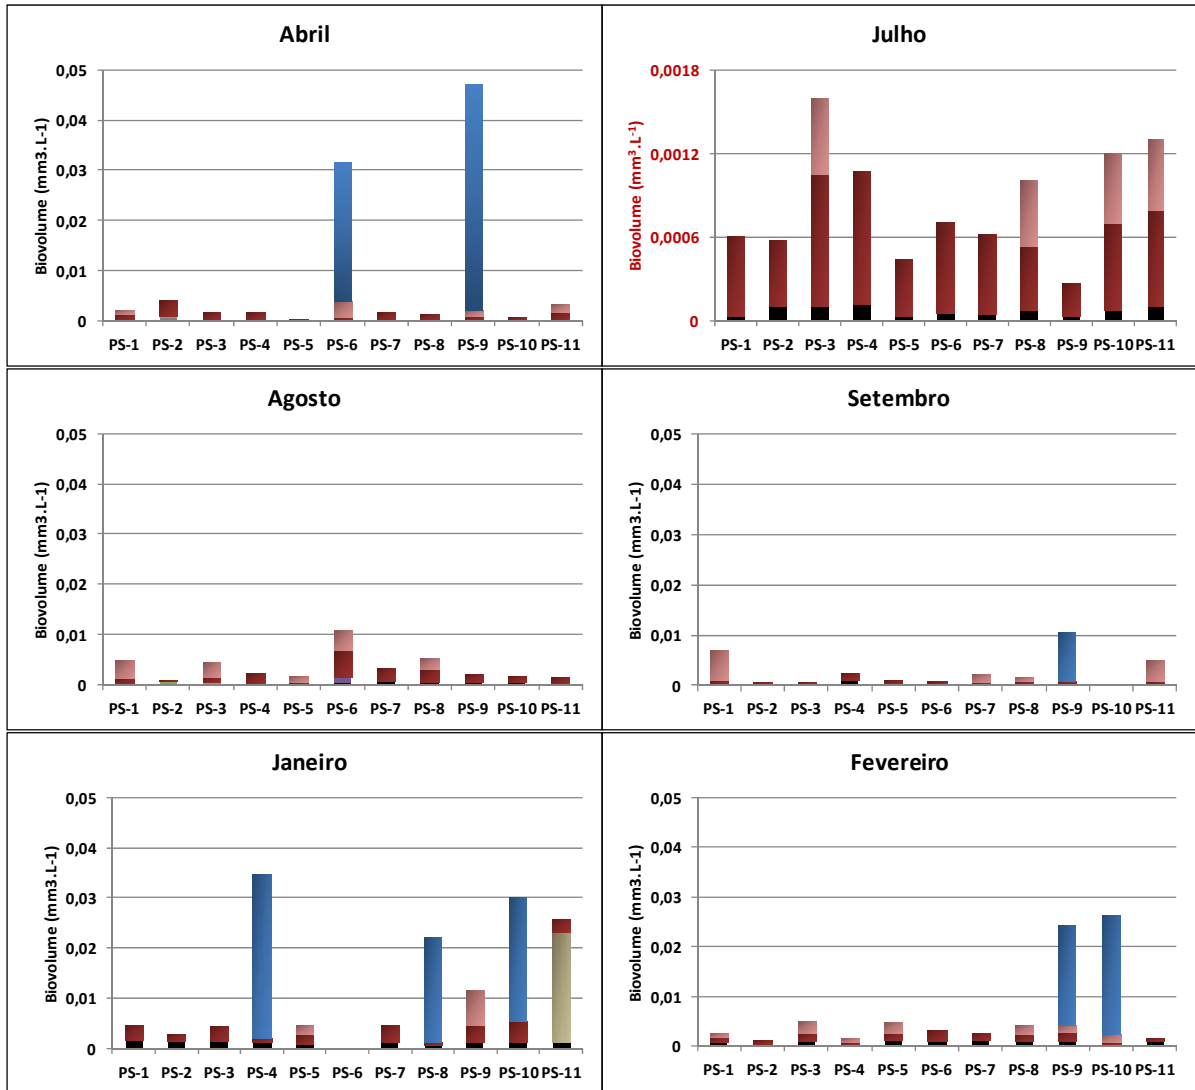 Abril
Biovolume (mm3.L-1)
0,05
0,04
0,03
0,02
0,01
0
PS-1 PS-2 PS-3 PS-4 PS-5 PS-6 PS-7 PS-8 PS-9 PS-10 PS-11
Julho
Biovolume (mm³.L⁻¹)
0,0018
0,0012
0,0006
0
PS-1 PS-2 PS-3 PS-4 PS-5 PS-6 PS-7 PS-8 PS-9 PS-10 PS-11
Agosto
Biovolume (mm3.L-1)
0,05
0,04
0,03
0,02
0,01
0
PS-1 PS-2 PS-3 PS-4 PS-5 PS-6 PS-7 PS-8 PS-9 PS-10 PS-11
Setembro
Biovolume (mm3.L-1)
0,05
0,04
0,03
0,02
0,01
0
PS-1 PS-2 PS-3 PS-4 PS-5 PS-6 PS-7 PS-8 PS-9 PS-10 PS-11
Janeiro
Biovolume (mm3.L-1)
0,05
0,04
0,03
0,02
0,01
0
PS-1 PS-2 PS-3 PS-4 PS-5 PS-6 PS-7 PS-8 PS-9 PS-10 PS-11
Fevereiro
Biovolume (mm3.L-1)
0,05
0,04
0,03
0,02
0,01
0
PS-1 PS-2 PS-3 PS-4 PS-5 PS-6 PS-7 PS-8 PS-9 PS-10 PS-11